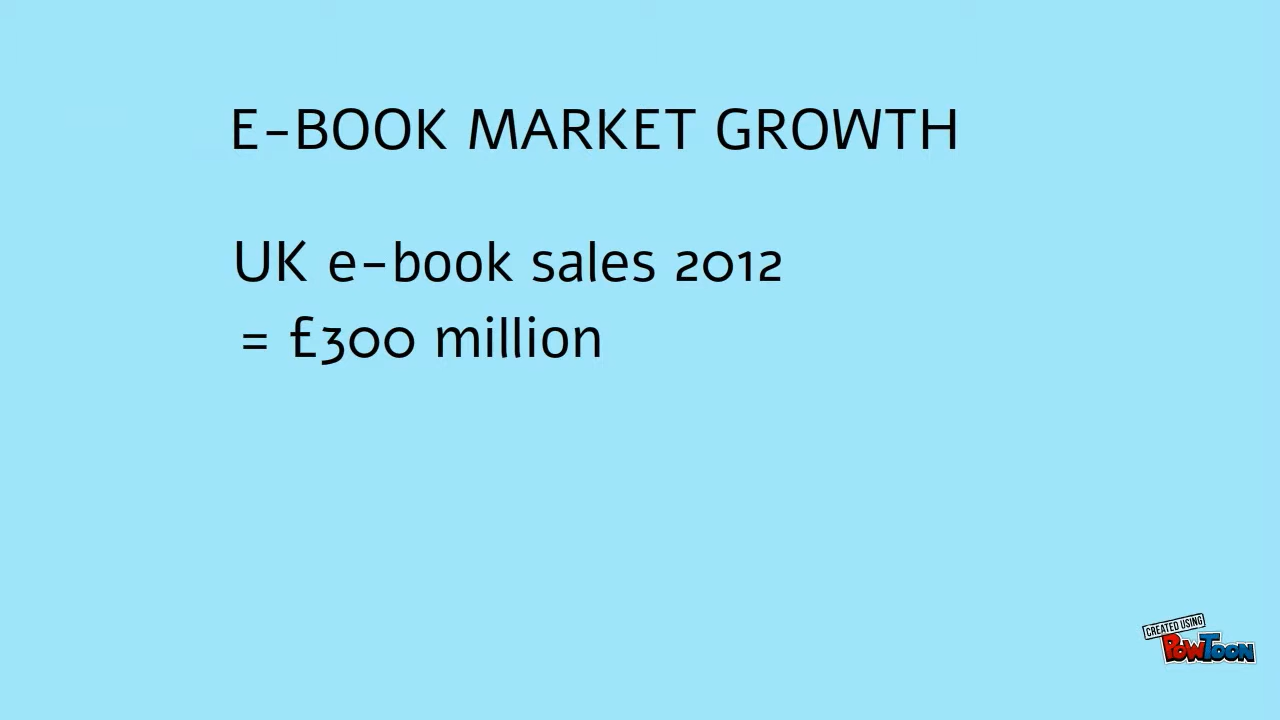 E-BOOK MARKET GROWTH
UK e-book sales 2012
= £300 million
CREATED USING
POWTOON